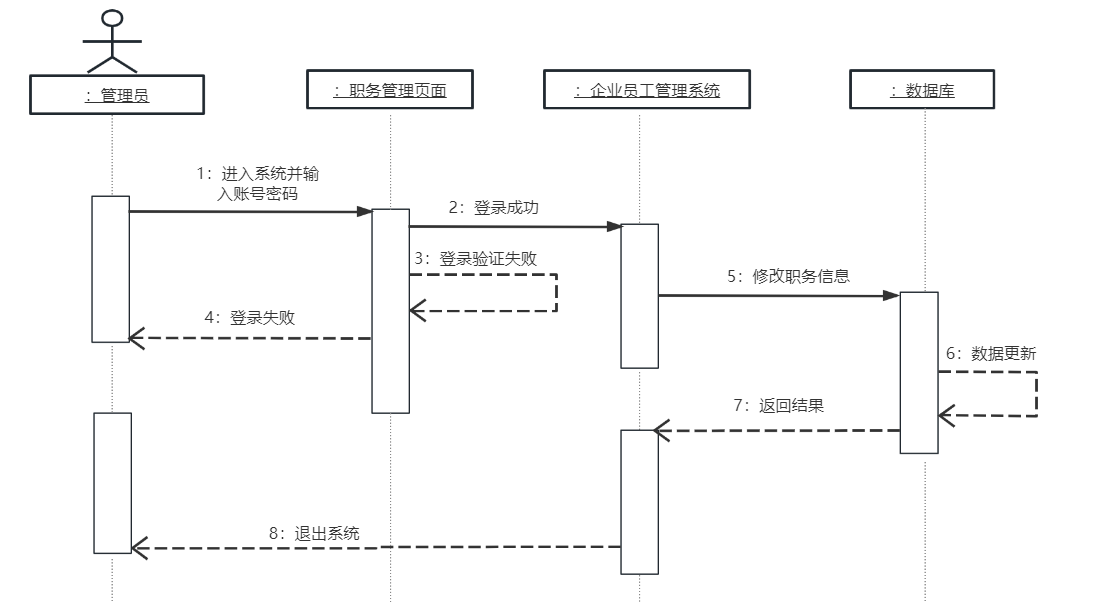 ：管理员
：职务管理页面
：企业员工管理系统
：数据库
1：进入系统并输
入账号密码
2：登录成功
3：登录验证失败
4：登录失败
5：修改职务信息
6：数据更新
7：返回结果
8：退出系统